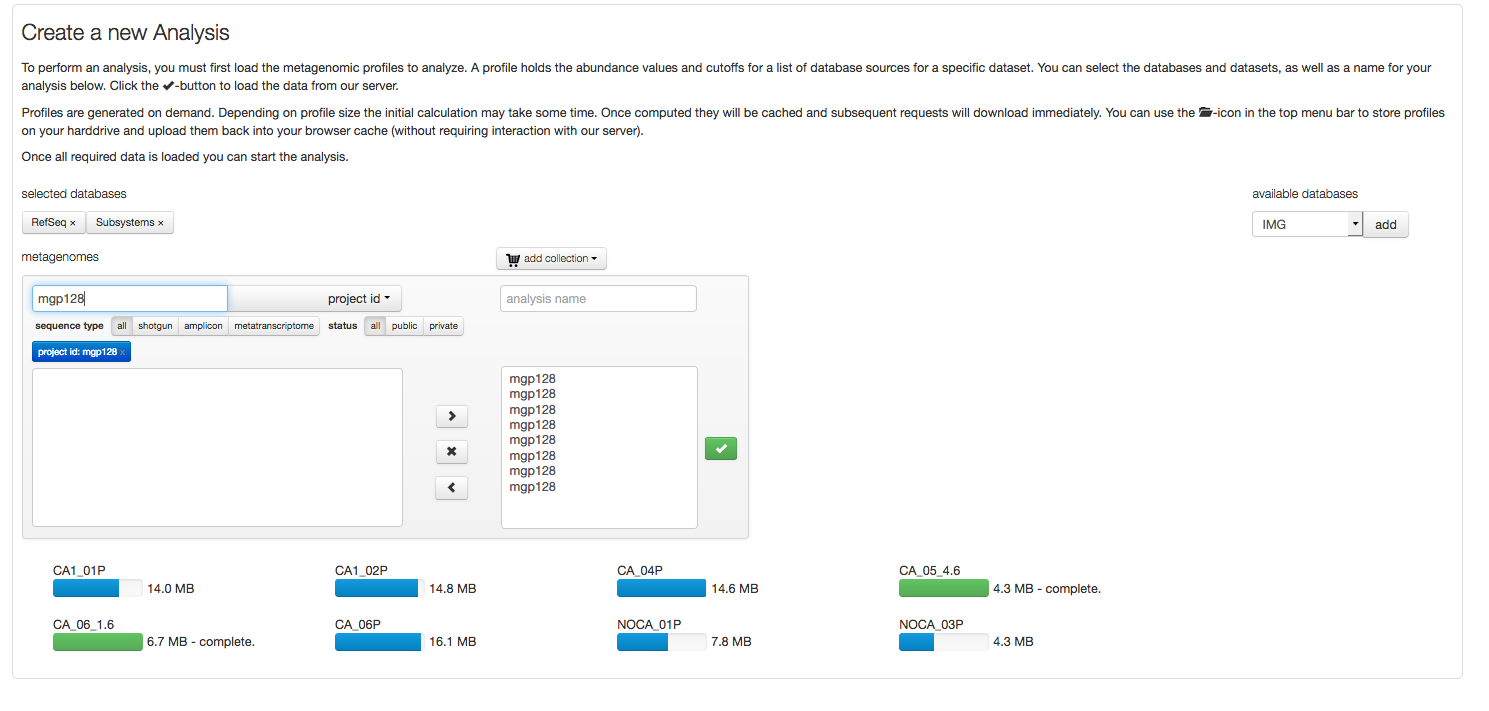 Create a new Analysis
To perform an analysis, you must first load the metagenomic profiles to analyze. A profile holds the abundance values and cutoffs for a list of database sources for a specific dataset. You can select the databases and datasets, as well as a name for your
analysis below. Click the ✔-button to load the data from our server.
Profiles are generated on demand. Depending on profile size the initial calculation may take some time. Once computed they will be cached and subsequent requests will download immediately. You can use the -icon in the top menu bar to store profiles
on your harddrive and upload them back into your browser cache (without requiring interaction with our server).
Once all required data is loaded you can start the analysis.
selected databases
available databases
RefSeq × Subsystems ×
IMG add
metagenomes
add collection
mgp128 project id
analysis name
sequence type all shotgun amplicon metatranscriptome status all public private
project id: mgp128 ×
mgp128
mgp128
mgp128
mgp128
mgp128
mgp128
mgp128
mgp128
CA1_01P CA1_02P CA_04P CA_05_4.6
14.0 MB 14.8 MB 14.6 MB 4.3 MB - complete.
CA_06_1.6 CA_06P NOCA_01P NOCA_03P
6.7 MB - complete. 16.1 MB 7.8 MB 4.3 MB